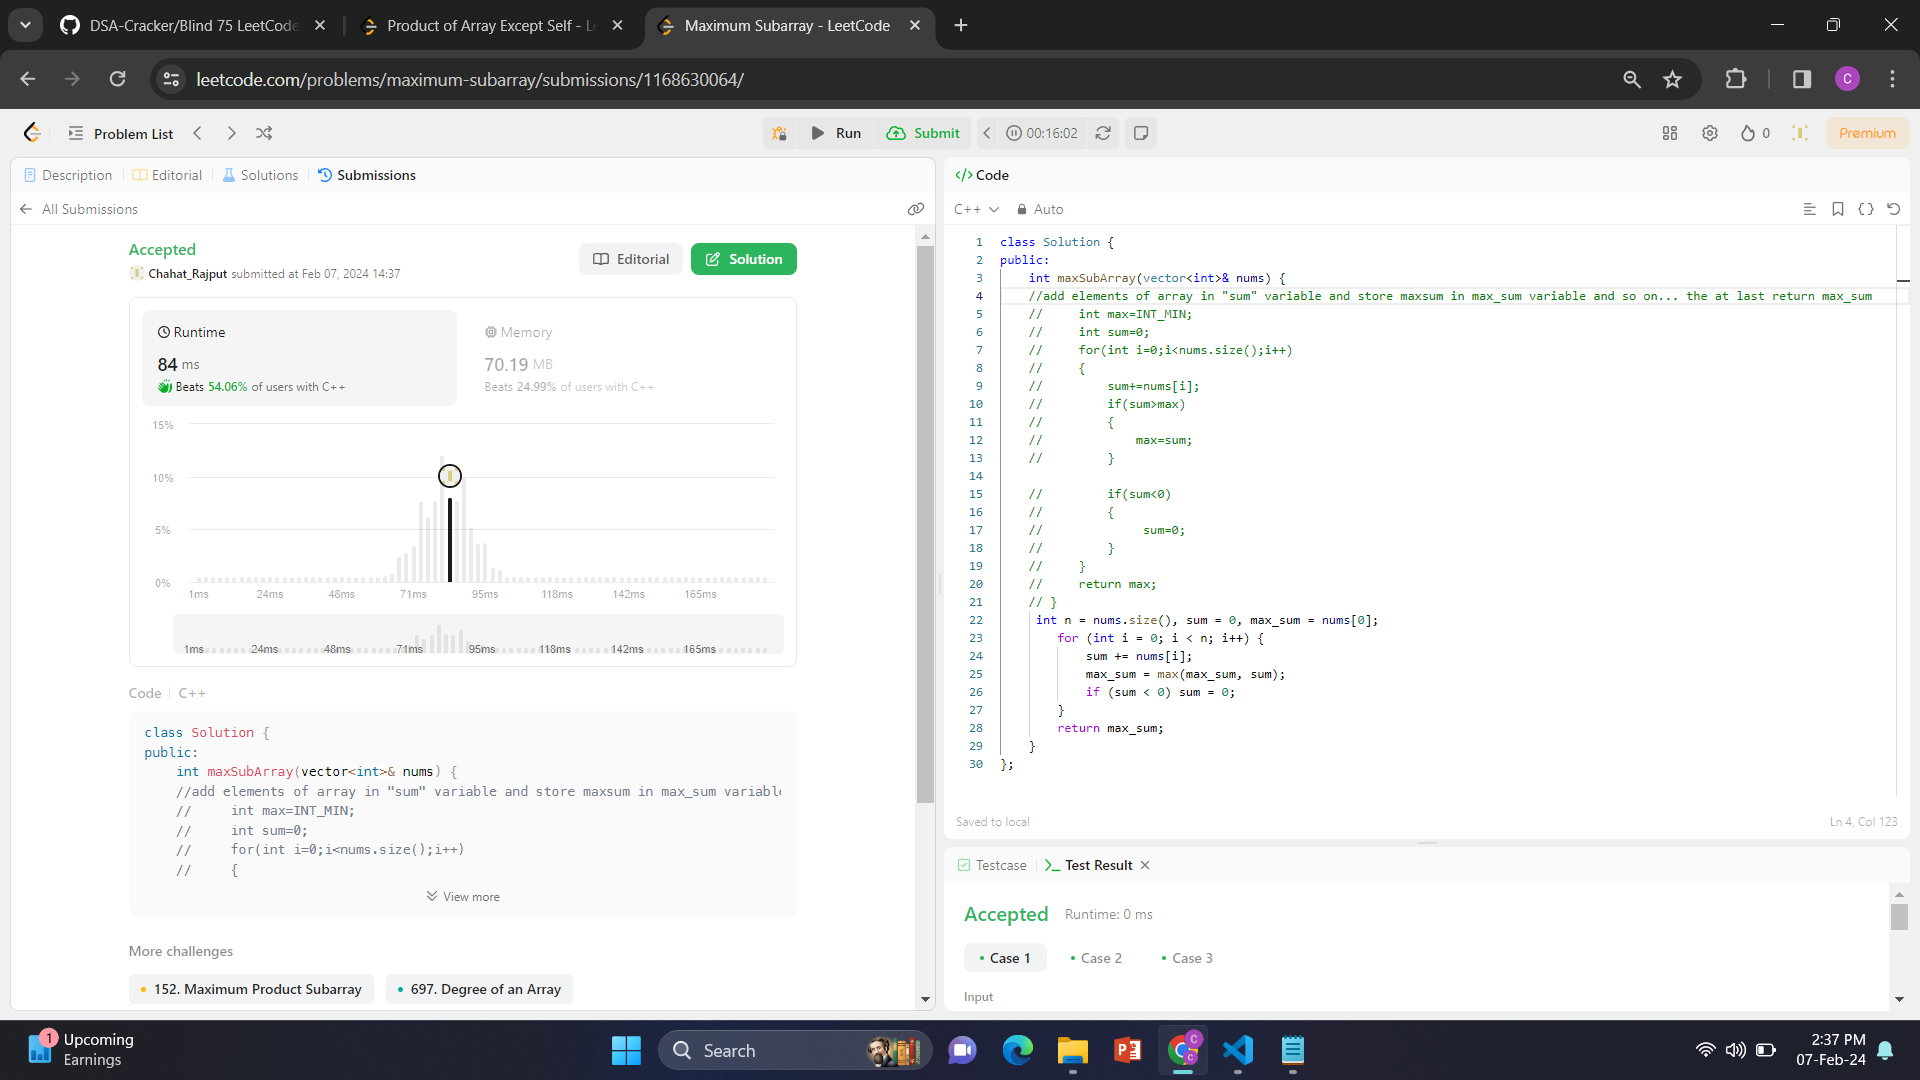 DSA-Cracker/Blind 75 LeetCode
Product of Array Except Self - L
Maximum Subarray - LeetCode
leetcode.com/problems/maximum-subarray/submissions/1168630064/
C
Problem List
Run
Submit
00:16:02
0
Premium
Description
Editorial
Solutions
Submissions
All Submissions
Accepted
Chahat_Rajput submitted at Feb 07, 2024 14:37
Editorial
Solution
Runtime
84 ms
Beats 54.06% of users with C++
Memory
70.19 MB
Beats 24.99% of users with C++
15%
10%
5%
0%
1ms 24ms 48ms 71ms 95ms 118ms 142ms 165ms
1ms 24ms 48ms 71ms 95ms 118ms 142ms 165ms
Code C++
class Solution {
public:
int maxSubArray(vector<int>& nums) {
//add elements of array in "sum" variable and store maxsum in max_sum variabl
// int max=INT_MIN;
// int sum=0;
// for(int i=0;i<nums.size();i++)
// {
View more
More challenges
152. Maximum Product Subarray
697. Degree of an Array
</> Code
C++ Auto
1 class Solution {
2 public:
3 int maxSubArray(vector<int>& nums) {
4 //add elements of array in "sum" variable and store maxsum in max_sum variable and so on... the at last return max_sum
5 // int max=INT_MIN;
6 // int sum=0;
7 // for(int i=0;i<nums.size();i++)
8 // {
9 // sum+=nums[i];
10 // if(sum>max)
11 // {
12 // max=sum;
13 // }
14
15 // if(sum<0)
16 // {
17 // sum=0;
18 // }
19 // }
20 // return max;
21 // }
22 int n = nums.size(), sum = 0, max_sum = nums[0];
23 for (int i = 0; i < n; i++) {
24 sum += nums[i];
25 max_sum = max(max_sum, sum);
26 if (sum < 0) sum = 0;
27 }
28 return max_sum;
29 }
30 };
Saved to local
Ln 4, Col 123
Testcase
Test Result
Accepted Runtime: 0 ms
Case 1 Case 2 Case 3
Input
1
Upcoming
Earnings
Search
C
C
2:37 PM
07-Feb-24